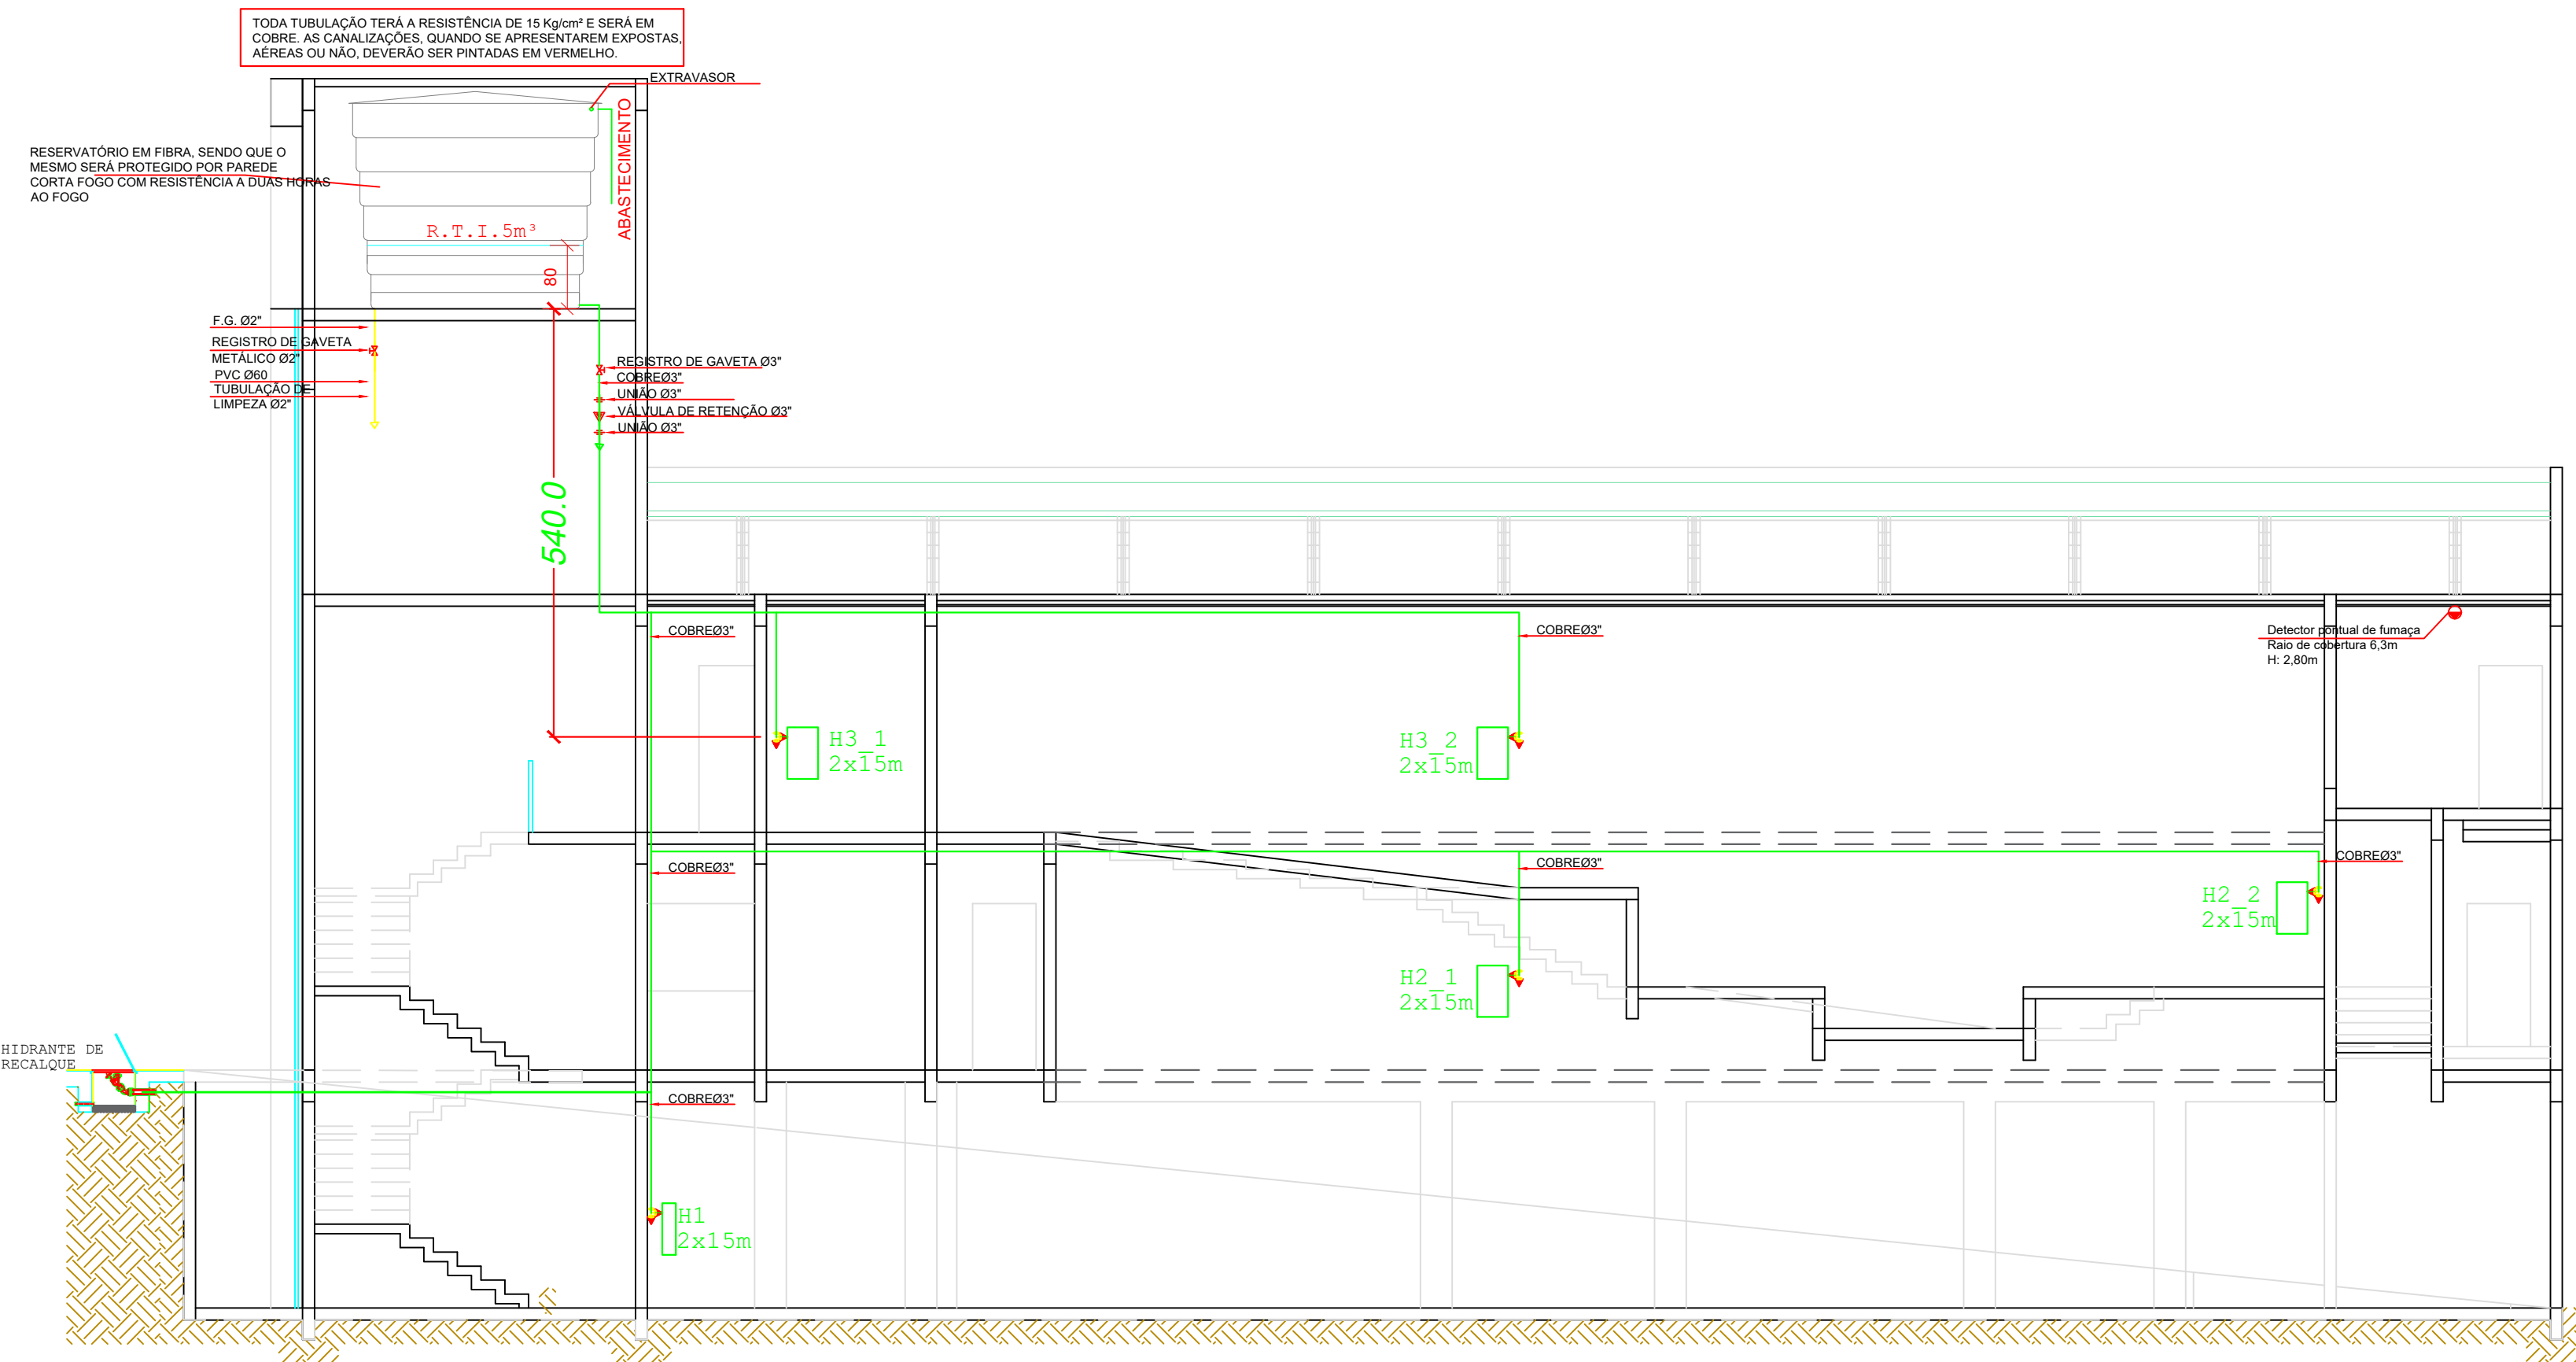 TODA TUBULAÇÃO TERÁ A RESISTÊNCIA DE 15 Kg/cm² E SERÁ EM
COBRE. AS CANALIZAÇÕES, QUANDO SE APRESENTAREM EXPOSTAS,
AÉREAS OU NÃO, DEVERÃO SER PINTADAS EM VERMELHO.
EXTRAVASOR
ABASTECIMENTO
RESERVATÓRIO EM FIBRA, SENDO QUE O
MESMO SERÁ PROTEGIDO POR PAREDE
CORTA FOGO COM RESISTÊNCIA A DUAS HORAS
AO FOGO
R.T.I.5m³
80
F.G. Ø2"
REGISTRO DE GAVETA
METÁLICO Ø2"
PVC Ø60
TUBULAÇÃO DE
LIMPEZA Ø2"
REGISTRO DE GAVETA Ø3"
COBREØ3"
UNIÃO Ø3"
VÁLVULA DE RETENÇÃO Ø3"
UNIÃO Ø3"
540.0
COBREØ3"
COBREØ3"
Detector pontual de fumaça
Raio de cobertura 6,3m
H: 2,80m
H3_1
2x15m
H3_2
2x15m
COBREØ3"
COBREØ3"
COBREØ3"
H2_2
2x15m
H2_1
2x15m
HIDRANTE DE
RECALQUE
COBREØ3"
H1
2x15m